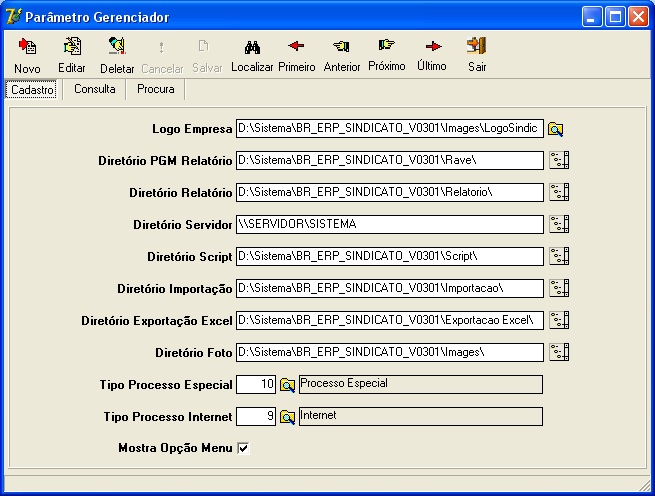 Parâmetro Gerenciador
Novo Editar Deletar Cancelar Salvar Localizar Primeiro Anterior Próximo Último Sair
Cadastro Consulta Procura
Logo Empresa D:\Sistema\BR_ERP_SINDICATO_V0301\Images\LogoSindic
Diretório PGM Relatório D:\Sistema\BR_ERP_SINDICATO_V0301\Rave\
Diretório Relatório D:\Sistema\BR_ERP_SINDICATO_V0301\Relatorio\
Diretório Servidor \\SERVIDOR\SISTEMA
Diretório Script D:\Sistema\BR_ERP_SINDICATO_V0301\Script\
Diretório Importação D:\Sistema\BR_ERP_SINDICATO_V0301\Importacao\
Diretório Exportação Excel D:\Sistema\BR_ERP_SINDICATO_V0301\Exportacao Excel\
Diretório Foto D:\Sistema\BR_ERP_SINDICATO_V0301\Images\
Tipo Processo Especial 10 Processo Especial
Tipo Processo Internet 9 Internet
Mostra Opção Menu